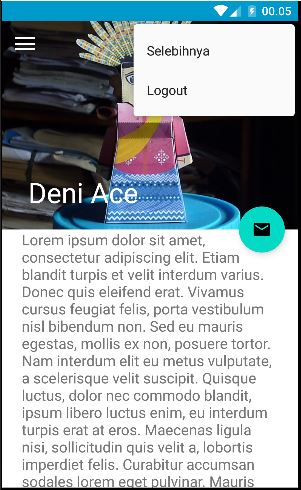 00.05
Selebihnya
Logout
Deni Ace
Lorem ipsum dolor sit amet,
consectetur adipiscing elit. Etiam
blandit turpis et velit interdum varius.
Donec quis eleifend erat. Vivamus
cursus feugiat felis, porta vestibulum
nisl bibendum non. Sed eu mauris
egestas, mollis ex non, posuere tortor.
Nam interdum elit eu metus vulputate,
a scelerisque velit suscipit. Quisque
luctus, dolor nec commodo blandit,
ipsum libero luctus enim, eu interdum
turpis erat at eros. Maecenas ligula
nisi, sollicitudin quis velit a, lobortis
imperdiet felis. Curabitur accumsan
sodales lorem eget pulvinar. Mauris